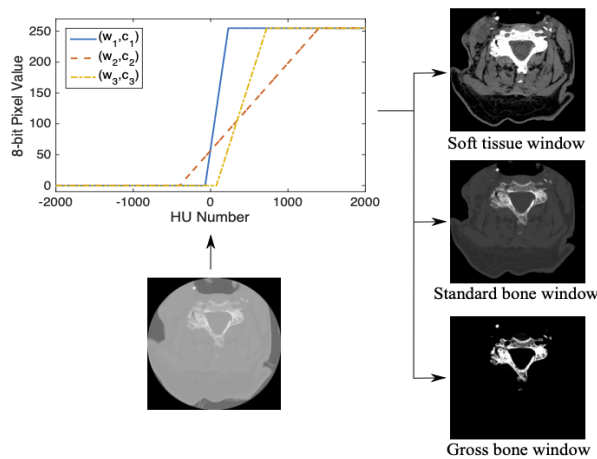 250
200
150
100
50
0
8-bit Pixel Value
(w₁,c₁)
(w₂,c₂)
(w₃,c₃)
-2000
-1000
0
1000
2000
HU Number
Soft tissue window
Standard bone window
Gross bone window